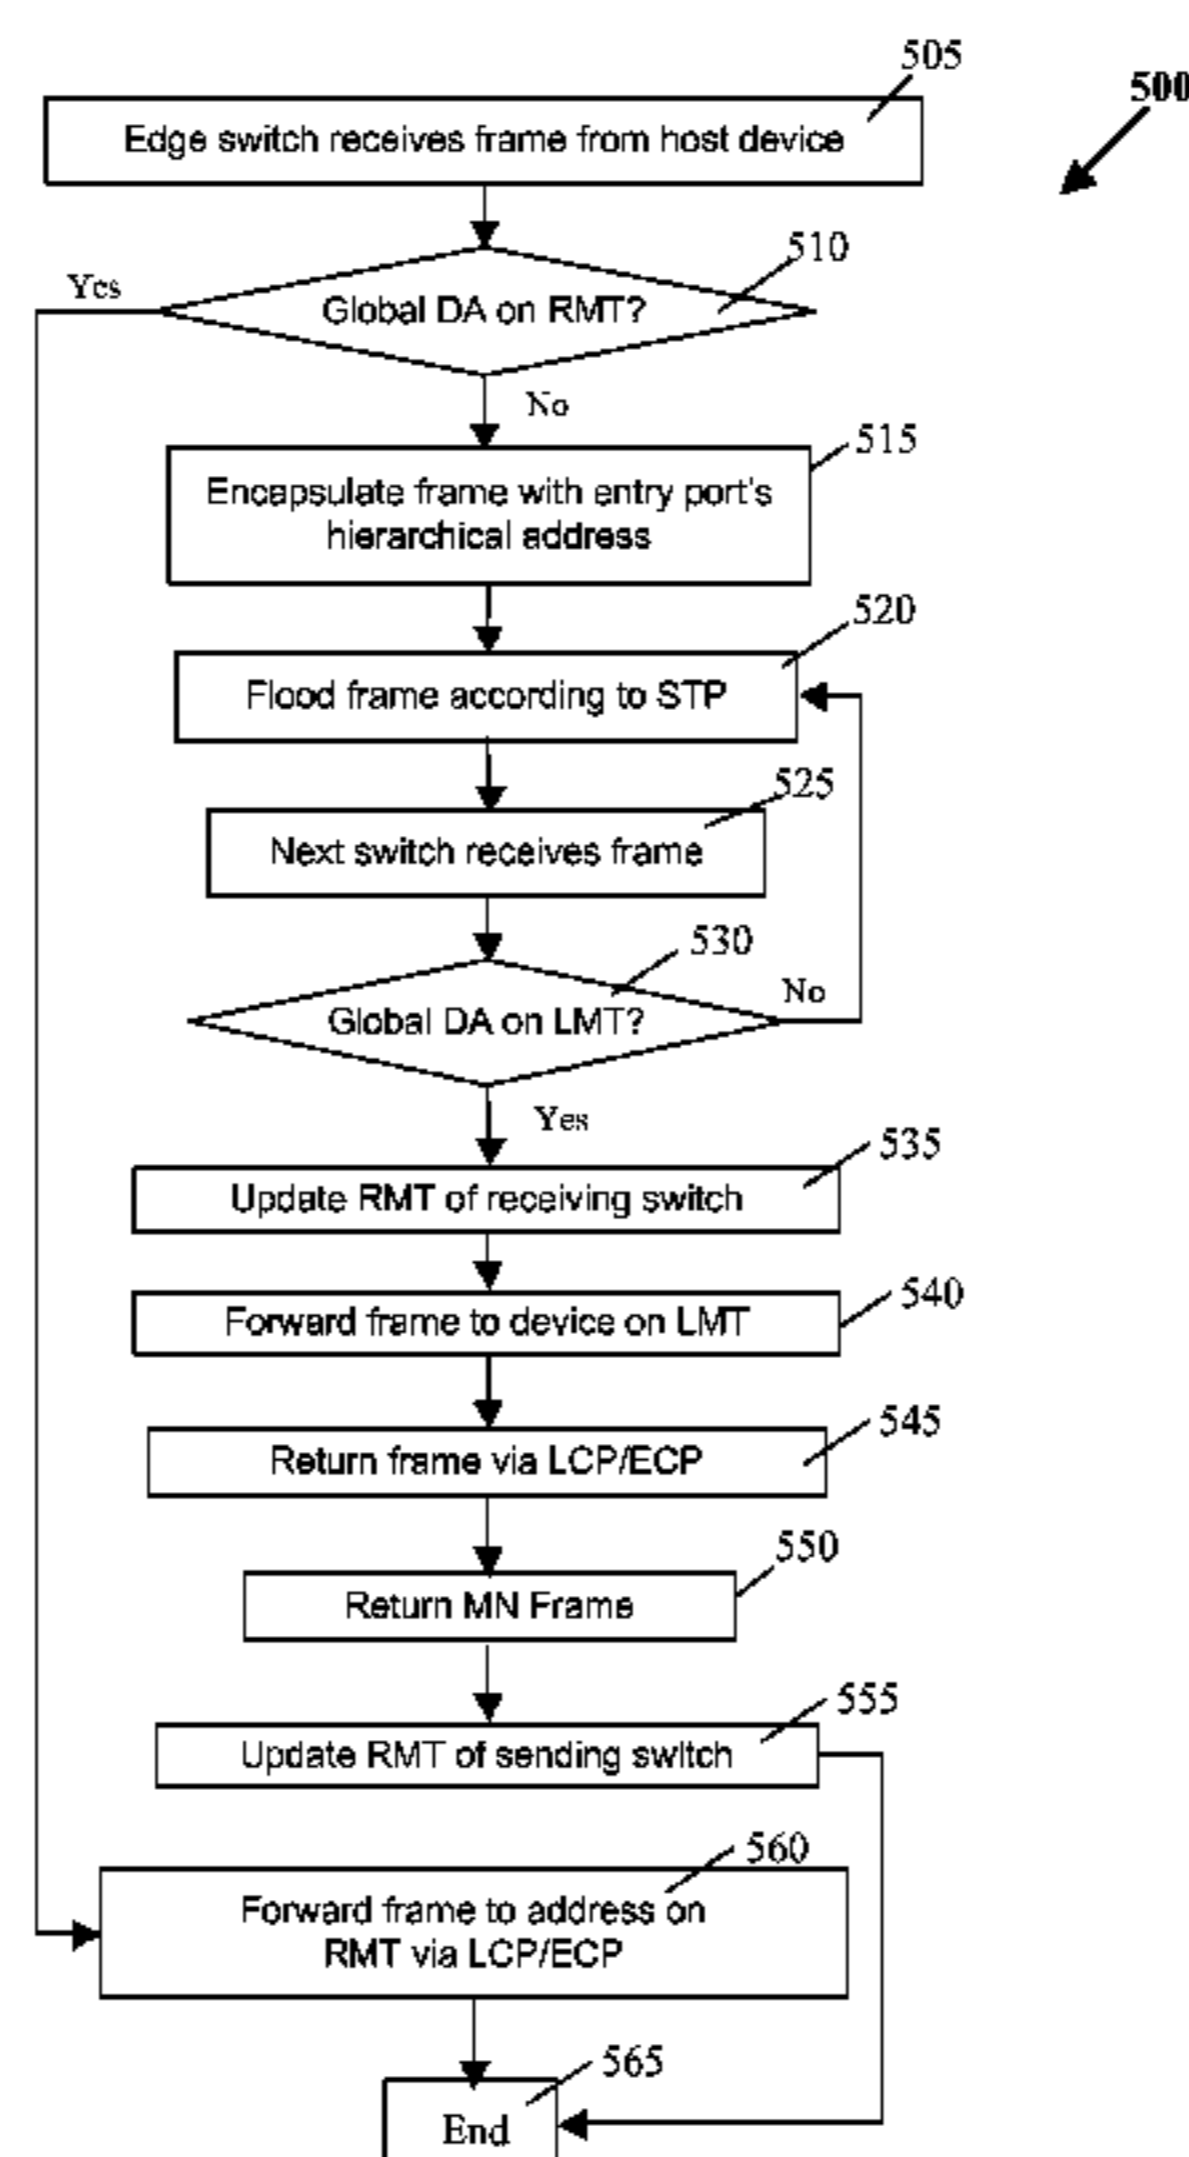 505
500
Edge switch receives frame from host device
510
Yes
Global DA on RMT?
No
515
Encapsulate frame with entry port's
hierarchical address
520
Flood frame according to STP
525
Next switch receives frame
530
No
Global DA on LMT?
Yes
535
Update RMT of receiving switch
540
Forward frame to device on LMT
545
Return frame via LCP/ECP
550
Return MN Frame
555
Update RMT of sending switch
560
Forward frame to address on
RMT via LCP/ECP
565
End